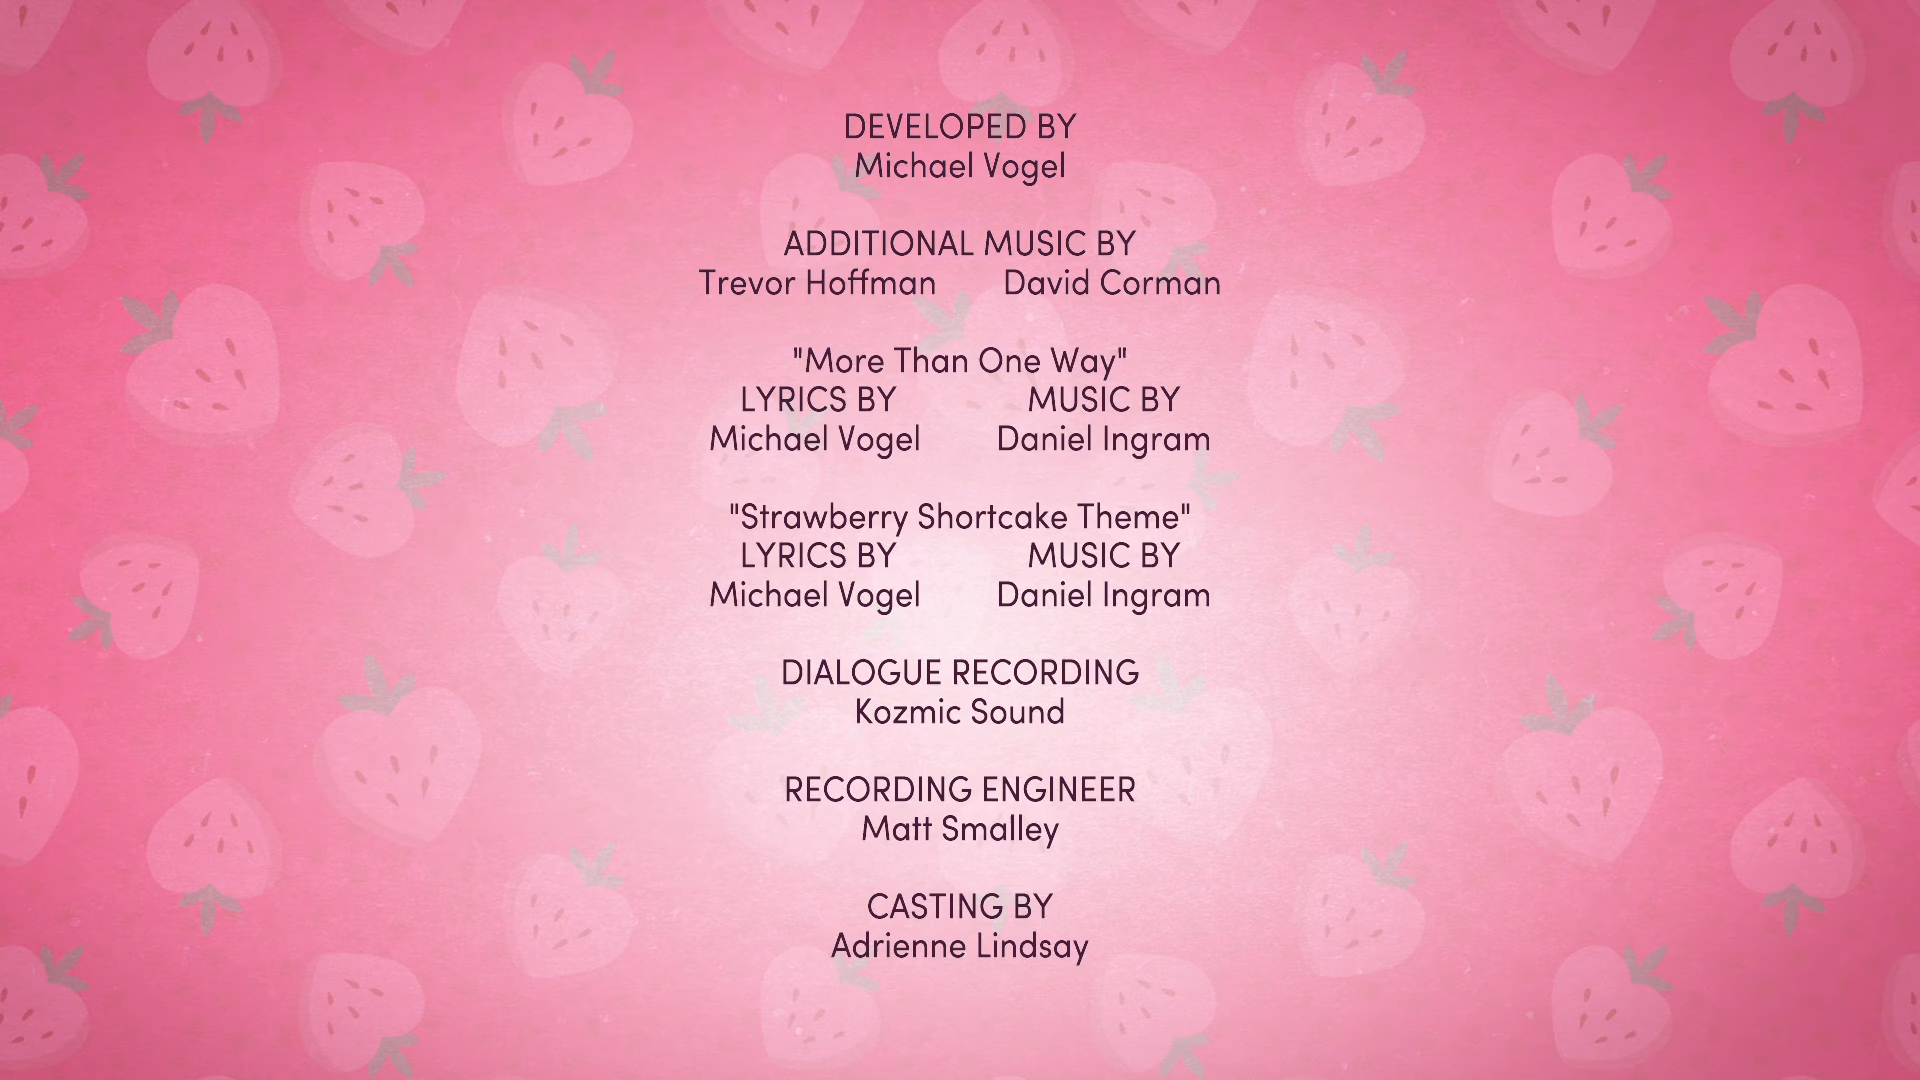 DEVELOPED BY
Michael Vogel
ADDITIONAL MUSIC BY
Trevor Hoffman David Corman
"More Than One Way"
LYRICS BY MUSIC BY
Michael Vogel Daniel Ingram
"Strawberry Shortcake Theme"
LYRICS BY MUSIC BY
Michael Vogel Daniel Ingram
DIALOGUE RECORDING
Kozmic Sound
RECORDING ENGINEER
Matt Smalley
CASTING BY
Adrienne Lindsay